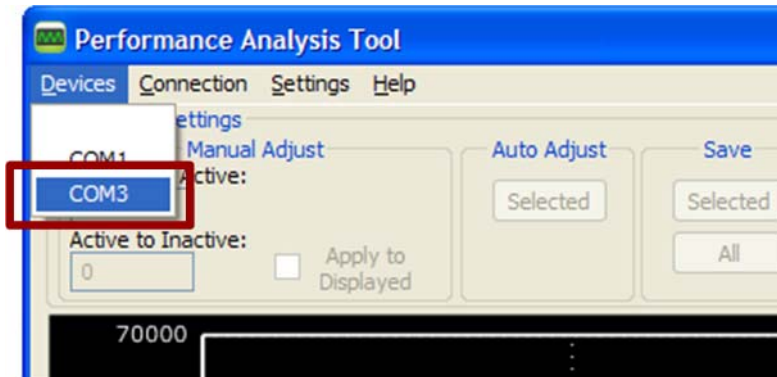 Performance Analysis Tool
Devices Connection Settings Help
ettings
COM1 Manual Adjust Auto Adjust Save
COM3 Active: Selected Selected
Active to Inactive:
0 Apply to Displayed All
70000